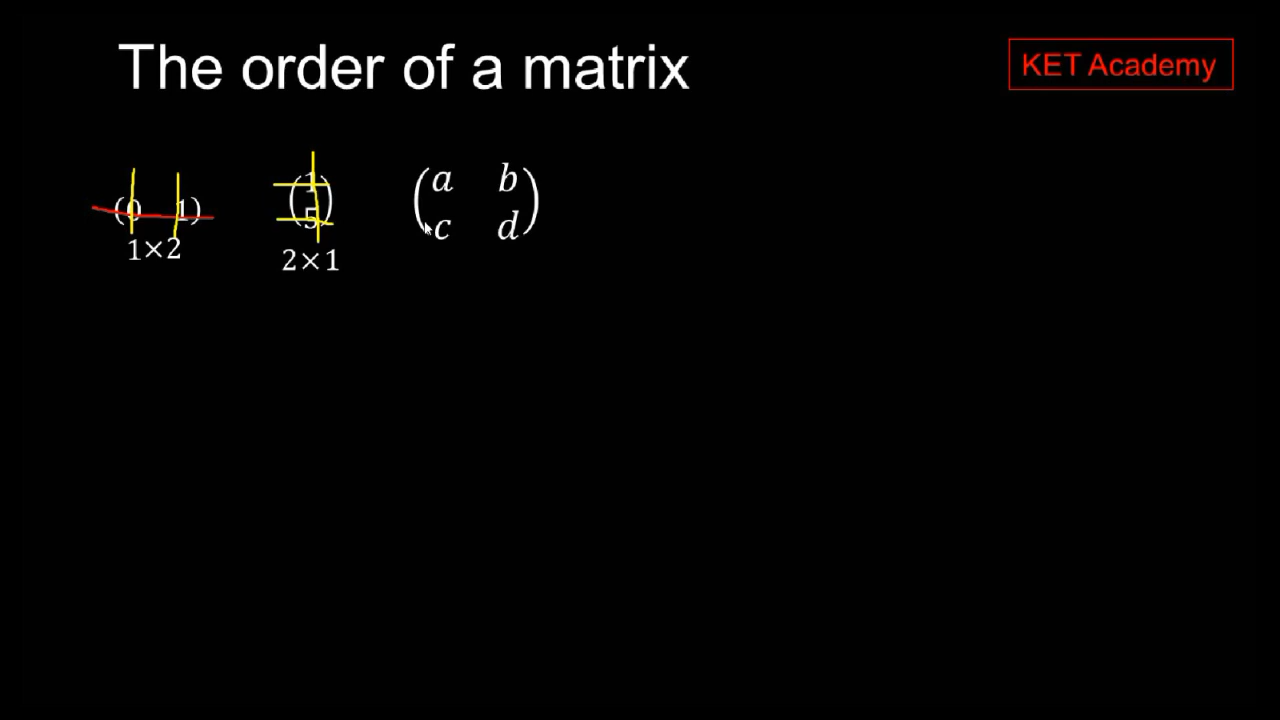 The order of a matrix
KET Academy
(0 1)
1×2
(1
5)
2×1
(a b
c d)